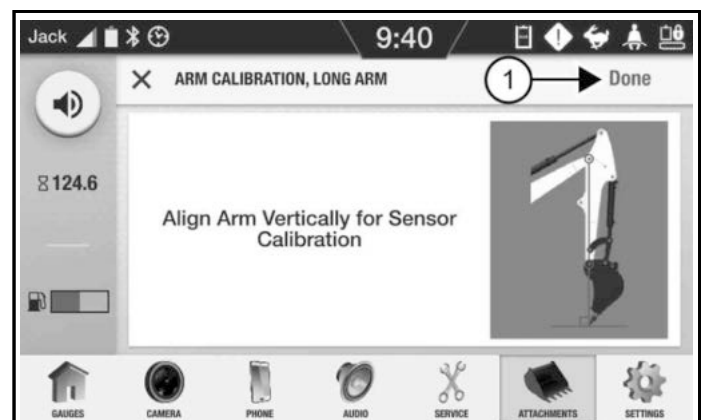 Jack 9:40
ARM CALIBRATION, LONG ARM 1 Done
124.6
Align Arm Vertically for Sensor
Calibration
GAUGES CAMERA PHONE AUDIO SERVICE ATTACHMENTS SETTINGS